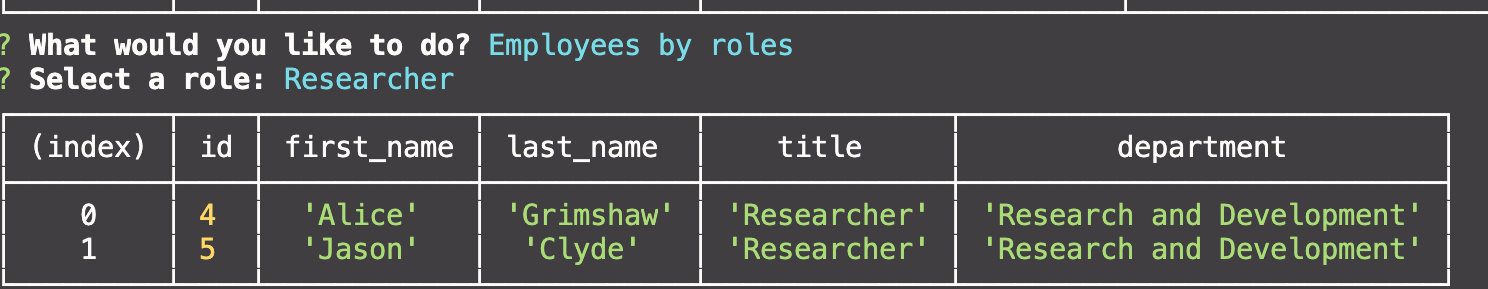 ? What would you like to do? Employees by roles
? Select a role: Researcher
(index) id first_name last_name title department
0 4 'Alice' 'Grimshaw' 'Researcher' 'Research and Development'
1 5 'Jason' 'Clyde' 'Researcher' 'Research and Development'